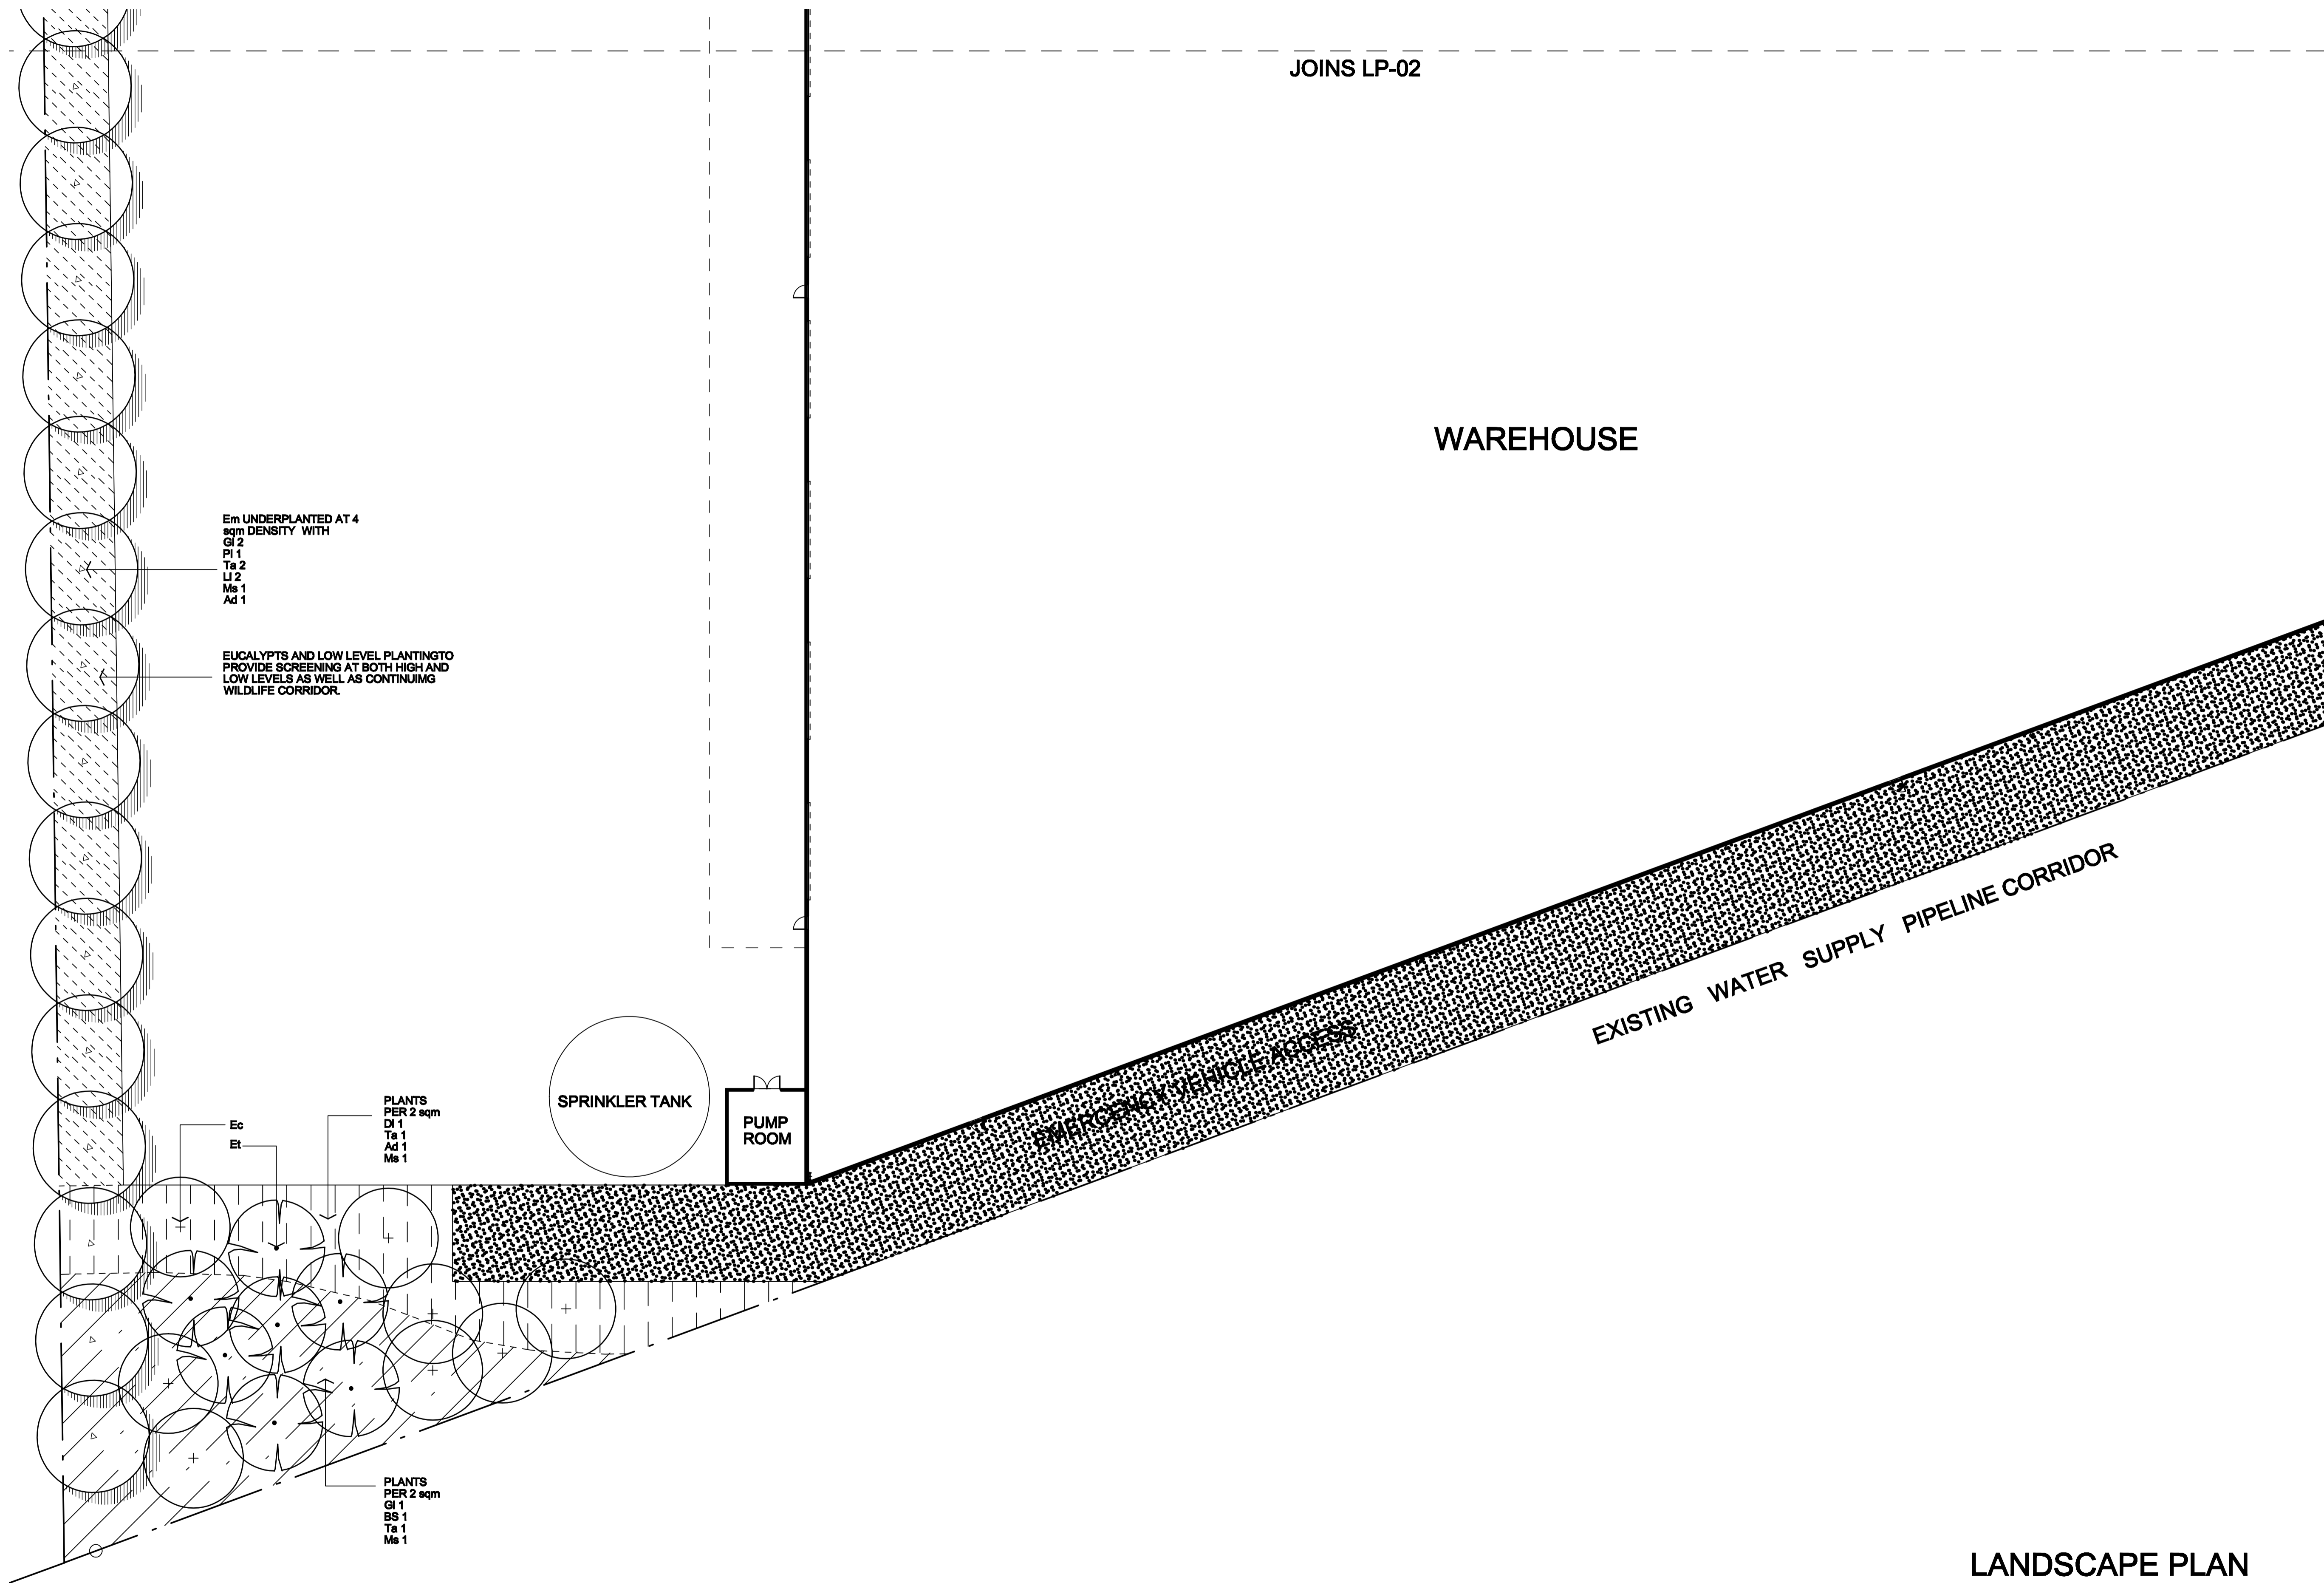 JOINS LP-02
WAREHOUSE
Em UNDERPLANTED AT 4
sqm DENSITY WITH
Gl 2
Pl 1
Ta 2
Ll 2
Ms 1
Ad 1
EUCALYPTS AND LOW LEVEL PLANTINGTO
PROVIDE SCREENING AT BOTH HIGH AND
LOW LEVELS AS WELL AS CONTINUIMG
WILDLIFE CORRIDOR.
EXISTING WATER SUPPLY PIPELINE CORRIDOR
EMERGENCY VEHICLE ACCESS
SPRINKLER TANK
PUMP
ROOM
PLANTS
PER 2 sqm
Dl 1
Ta 1
Ad 1
Ms 1
Ec
Et
PLANTS
PER 2 sqm
Gl 1
BS 1
Ta 1
Ms 1
LANDSCAPE PLAN